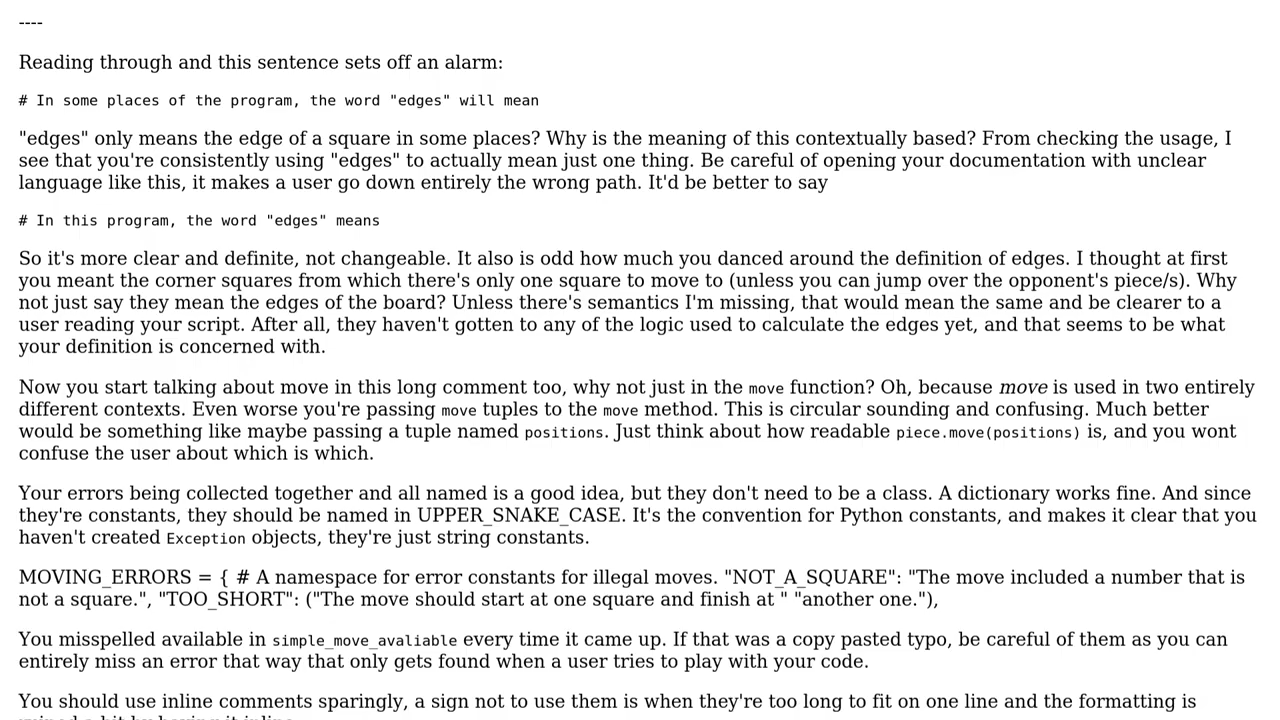 ----
Reading through and this sentence sets off an alarm:
# In some places of the program, the word "edges" will mean
"edges" only means the edge of a square in some places? Why is the meaning of this contextually based? From checking the usage, I
see that you're consistently using "edges" to actually mean just one thing. Be careful of opening your documentation with unclear
language like this, it makes a user go down entirely the wrong path. It'd be better to say
# In this program, the word "edges" means
So it's more clear and definite, not changeable. It also is odd how much you danced around the definition of edges. I thought at first
you meant the corner squares from which there's only one square to move to (unless you can jump over the opponent's piece/s). Why
not just say they mean the edges of the board? Unless there's semantics I'm missing, that would mean the same and be clearer to a
user reading your script. After all, they haven't gotten to any of the logic used to calculate the edges yet, and that seems to be what
your definition is concerned with.
Now you start talking about move in this long comment too, why not just in the move function? Oh, because move is used in two entirely
different contexts. Even worse you're passing move tuples to the move method. This is circular sounding and confusing. Much better
would be something like maybe passing a tuple named positions. Just think about how readable piece.move(positions) is, and you wont
confuse the user about which is which.
Your errors being collected together and all named is a good idea, but they don't need to be a class. A dictionary works fine. And since
they're constants, they should be named in UPPER_SNAKE_CASE. It's the convention for Python constants, and makes it clear that you
haven't created Exception objects, they're just string constants.
MOVING_ERRORS = { # A namespace for error constants for illegal moves. "NOT_A_SQUARE": "The move included a number that is
not a square.", "TOO_SHORT": ("The move should start at one square and finish at " "another one."),
You misspelled available in simple_move_avaliable every time it came up. If that was a copy pasted typo, be careful of them as you can
entirely miss an error that way that only gets found when a user tries to play with your code.
You should use inline comments sparingly, a sign not to use them is when they're too long to fit on one line and the formatting is